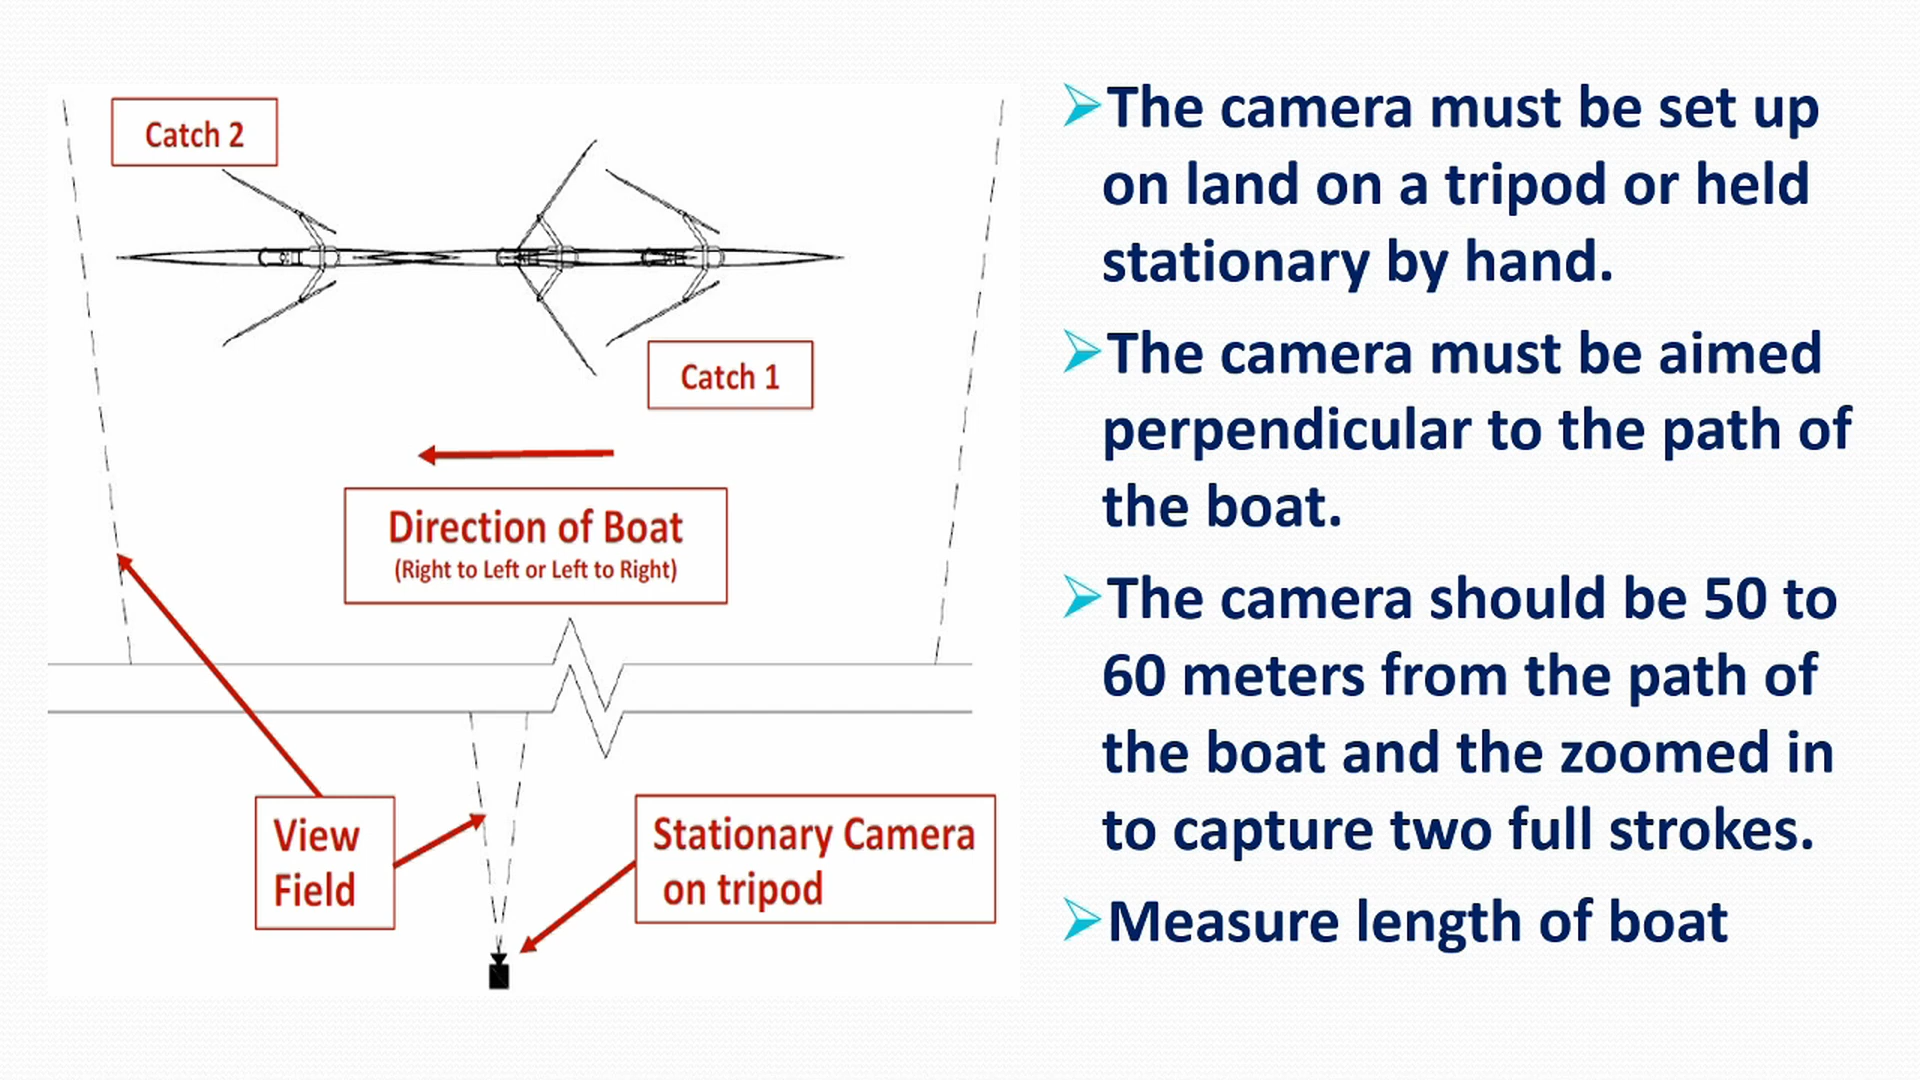 Catch 2
Catch 1
Direction of Boat
(Right to Left or Left to Right)
View
Field
Stationary Camera
on tripod
The camera must be set up
on land on a tripod or held
stationary by hand.
The camera must be aimed
perpendicular to the path of
the boat.
The camera should be 50 to
60 meters from the path of
the boat and the zoomed in
to capture two full strokes.
Measure length of boat